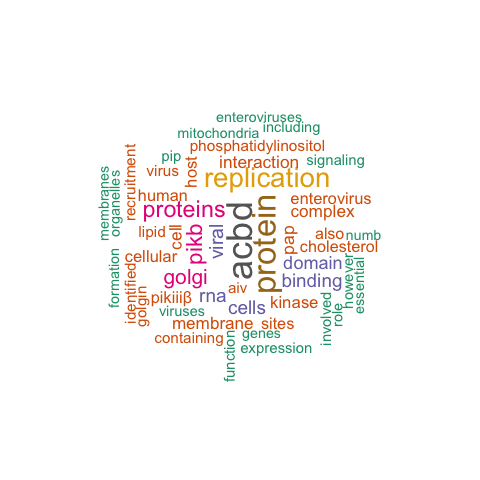 enteroviruses
mitochondria
including
phosphatidylinositol
pip
interaction
signaling
virus
host
recruitment
replication
membranes
organelles
human
enterovirus
proteins
complex
acbd
protein
pikb
viral
pap
also
numb
lipid
cell
cholesterol
cellular
domain
golgi
binding
however
essential
formation
identified
golgin
pikiiiβ
rna
aiv
cells
kinase
viruses
membrane
sites
involved
role
containing
genes
function
expression